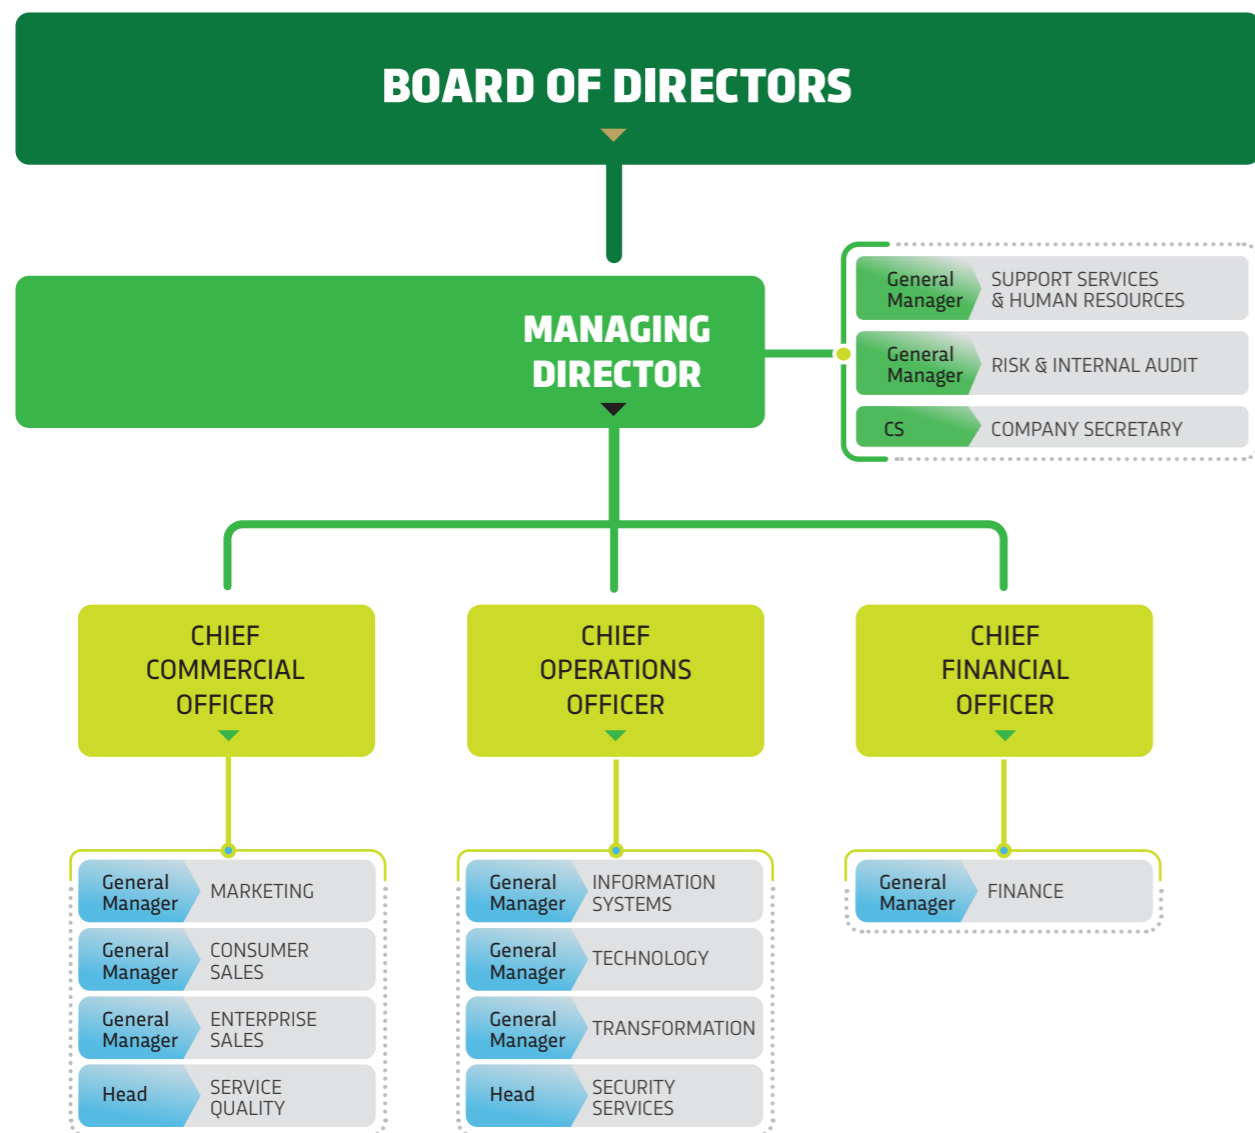 BOARD OF DIRECTORS
MANAGING
DIRECTOR
General
Manager
SUPPORT SERVICES
& HUMAN RESOURCES
General
Manager
RISK & INTERNAL AUDIT
CS
COMPANY SECRETARY
CHIEF
COMMERCIAL
OFFICER
CHIEF
OPERATIONS
OFFICER
CHIEF
FINANCIAL
OFFICER
General
Manager
MARKETING
General
Manager
CONSUMER
SALES
General
Manager
ENTERPRISE
SALES
Head
SERVICE
QUALITY
General
Manager
INFORMATION
SYSTEMS
General
Manager
TECHNOLOGY
General
Manager
TRANSFORMATION
Head
SECURITY
SERVICES
General
Manager
FINANCE